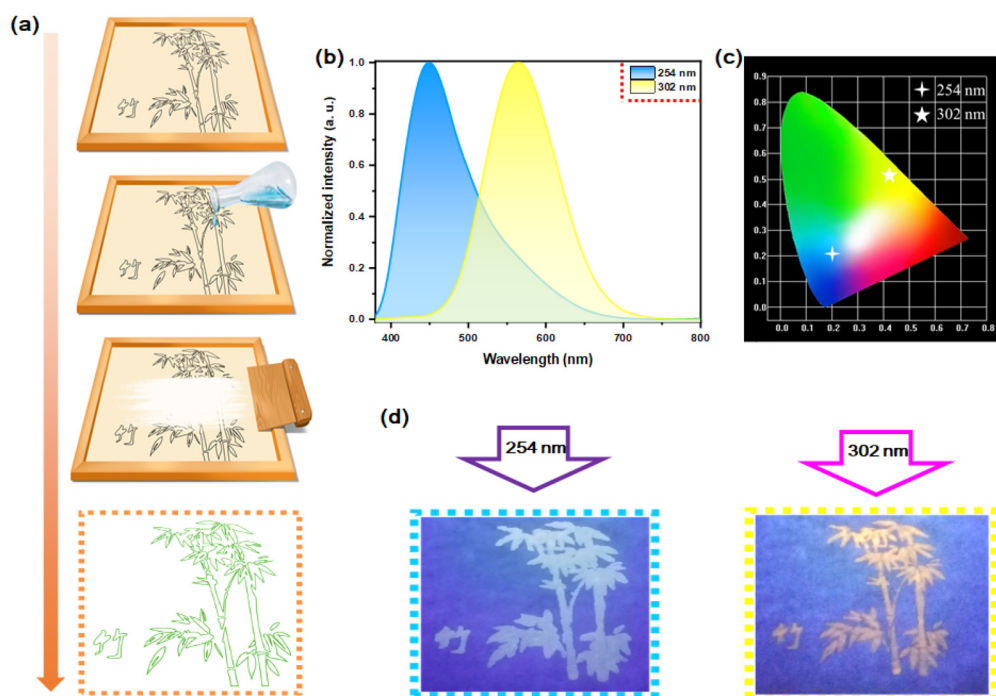 (a)
竹
竹
竹
竹
(b)
Normalized intensity (a. u.)
1.0
0.8
0.6
0.4
0.2
0.0
400 500 600 700 800
Wavelength (nm)
254 nm
302 nm
(c)
0.9
0.8
0.7
0.6
0.5
0.4
0.3
0.2
0.1
0.0
0.0 0.1 0.2 0.3 0.4 0.5 0.6 0.7 0.8
254 nm
302 nm
(d)
254 nm
302 nm
竹
竹